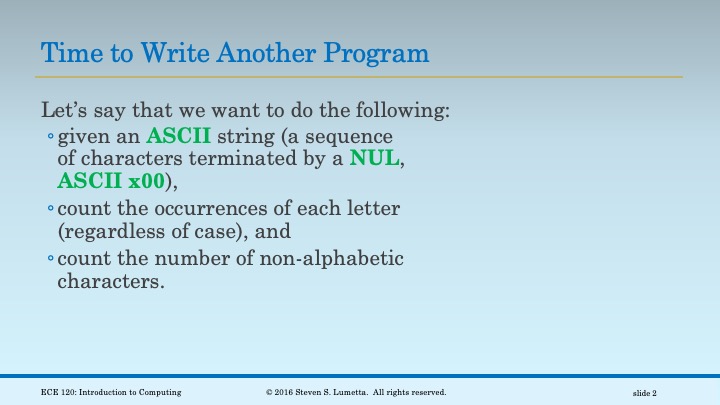 Time to Write Another Program
Let’s say that we want to do the following:
◦given an ASCII string (a sequence
of characters terminated by a NUL,
ASCII x00),
◦count the occurrences of each letter
(regardless of case), and
◦count the number of non-alphabetic
characters.
ECE 120: Introduction to Computing © 2016 Steven S. Lumetta. All rights reserved. slide 2